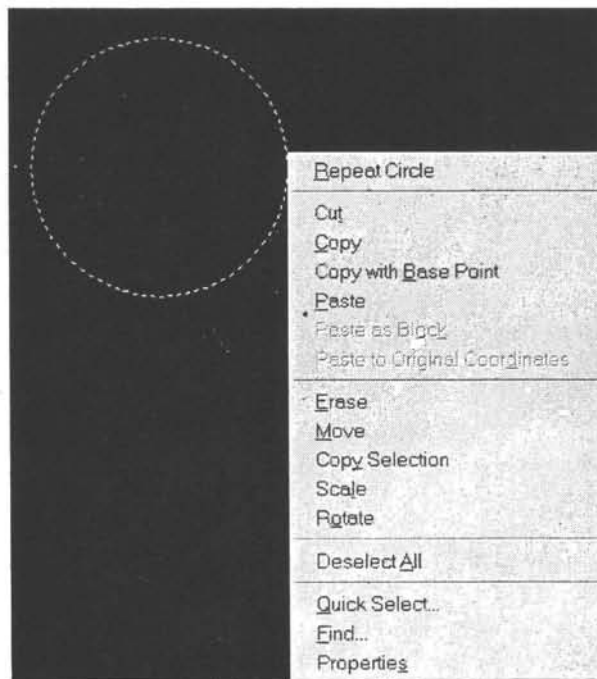 Repeat Circle
Cut
Copy
Copy with Base Point
Paste
Paste as Block
Paste to Original Coordinates
Erase
Move
Copy Selection
Scale
Rotate
Deselect All
Quick Select...
Find...
Properties